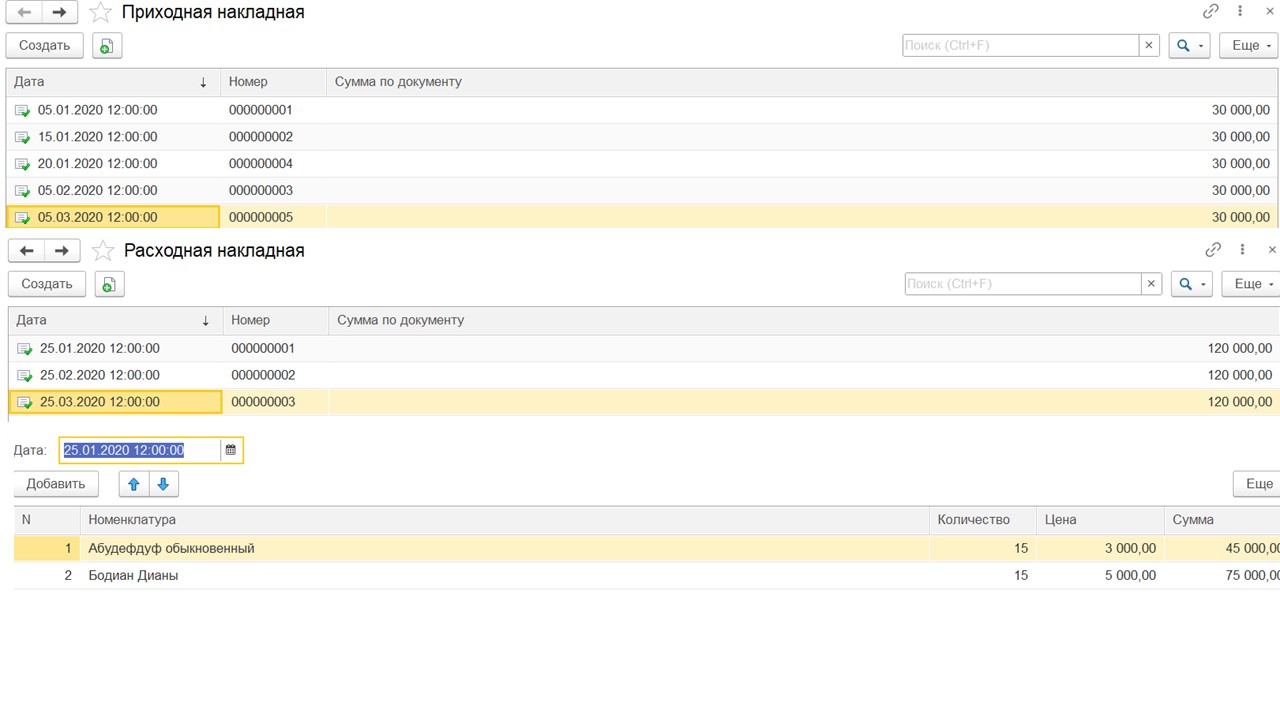 Приходная накладная
Создать Поиск (Ctrl+F) Еще
Дата Номер Сумма по документу
05.01.2020 12:00:00 000000001 30 000,00
15.01.2020 12:00:00 000000002 30 000,00
20.01.2020 12:00:00 000000004 30 000,00
05.02.2020 12:00:00 000000003 30 000,00
05.03.2020 12:00:00 000000005 30 000,00
Расходная накладная
Создать Поиск (Ctrl+F) Еще
Дата Номер Сумма по документу
25.01.2020 12:00:00 000000001 120 000,00
25.02.2020 12:00:00 000000002 120 000,00
25.03.2020 12:00:00 000000003 120 000,00
Дата: 25.01.2020 12:00:00
Добавить Еще
N Номенклатура Количество Цена Сумма
1 Абудефдуф обыкновенный 15 3 000,00 45 000,00
2 Бодиан Дианы 15 5 000,00 75 000,00